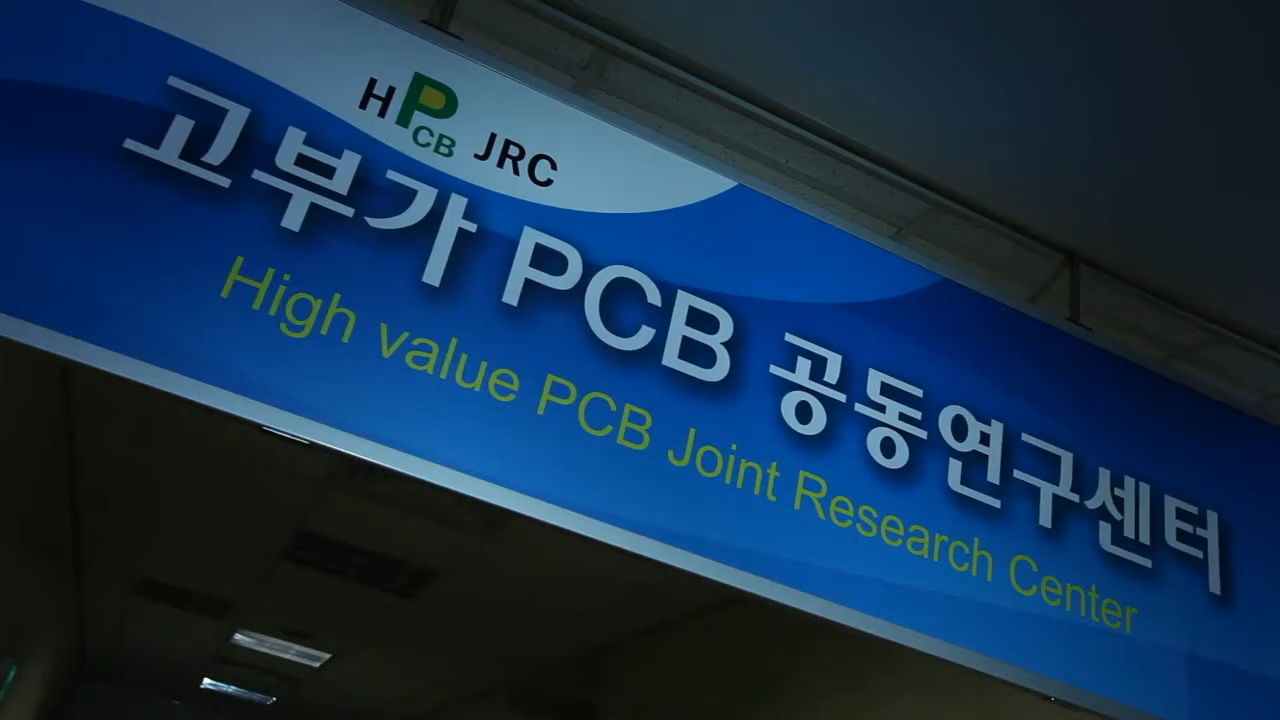 HPCB JRC
고부가 PCB 공동연구센터
High value PCB Joint Research Center